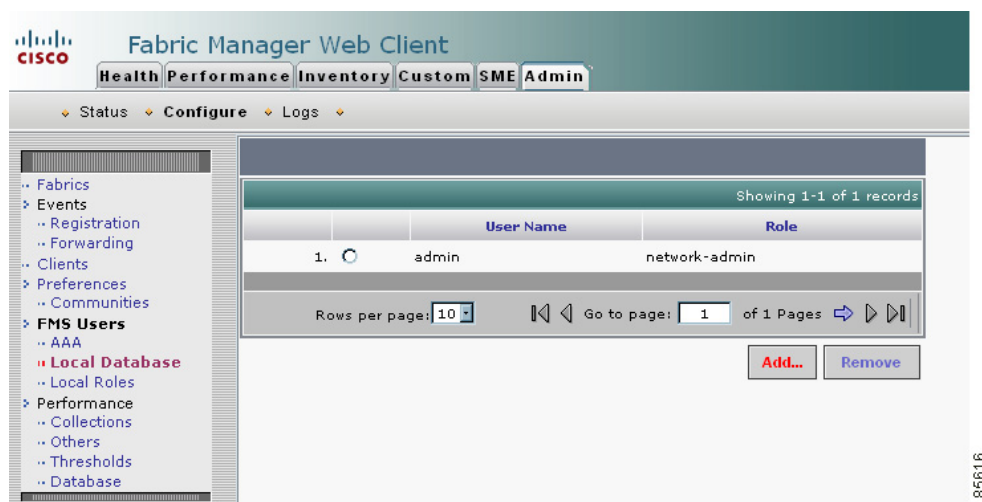 CISCO
Fabric Manager Web Client
Health Performance Inventory Custom SME Admin
Status Configure Logs
Fabrics
Events
Registration
Forwarding
Clients
Preferences
Communities
FMS Users
AAA
Local Database
Local Roles
Performance
Collections
Others
Thresholds
Database
Showing 1-1 of 1 records
User Name Role
1. admin network-admin
Rows per page: 10 Go to page: 1 of 1 Pages
Add... Remove
85616